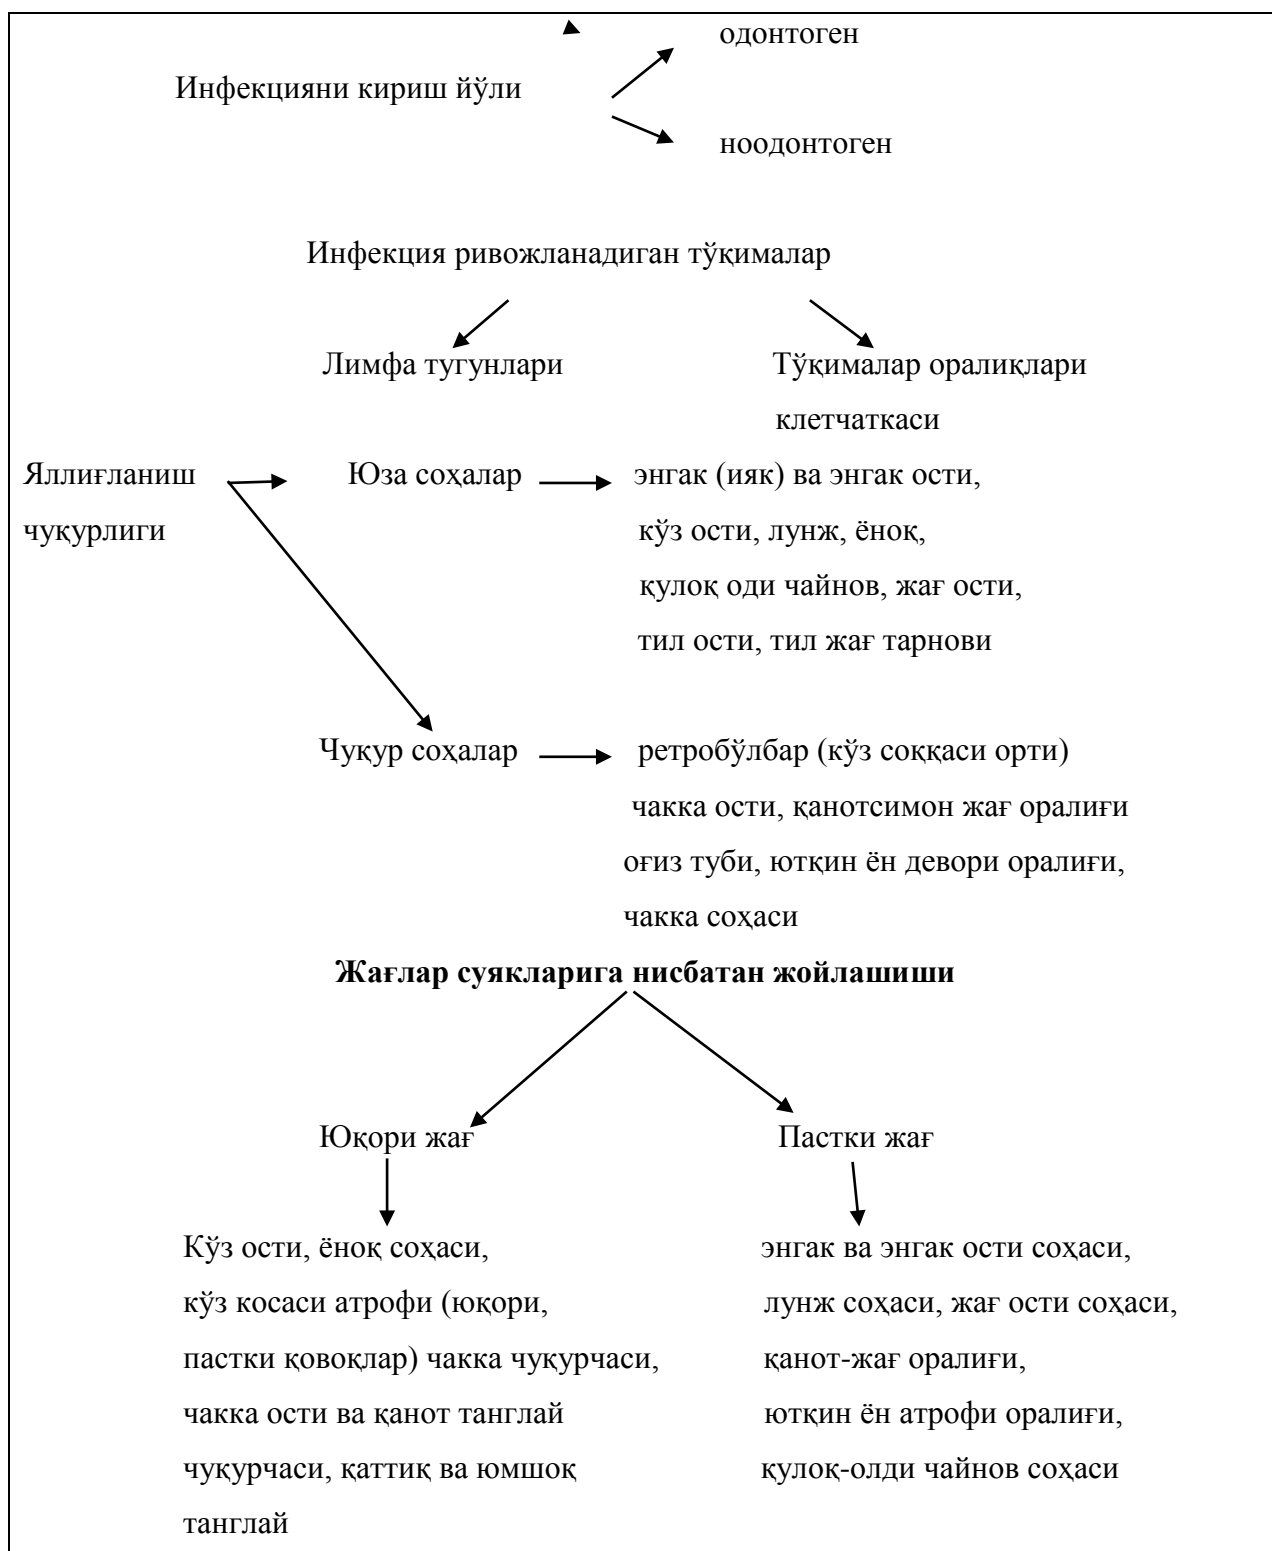 одонтоген
Инфекцияни кириш йўли
ноодонтоген
Инфекция ривожланадиган тўқималар
Лимфа тугунлари Тўқималар оралиқлари
клетчаткаси
Яллиғланиш Юза соҳалар энгак (ияк) ва энгак ости,
чуқурлиги кўз ости, лунж, ёноқ,
қулоқ оди чайнов, жағ ости,
тил ости, тил жағ тарнови
Чуқур соҳалар ретробўлбар (кўз соққаси орти)
чакка ости, қанотсимон жағ оралиғи
оғиз туби, ютқин ён девори оралиғи,
чакка соҳаси
Жағлар суякларига нисбатан жойлашиши
Юқори жағ Пастки жағ
Кўз ости, ёноқ соҳаси, энгак ва энгак ости соҳаси,
кўз косаси атрофи (юқори, лунж соҳаси, жағ ости соҳаси,
пастки қовоқлар) чакка чуқурчаси, қанот-жағ оралиғи,
чакка ости ва қанот танглай ютқин ён атрофи оралиғи,
чуқурчаси, қаттиқ ва юмшоқ қулоқ-олди чайнов соҳаси
танглай